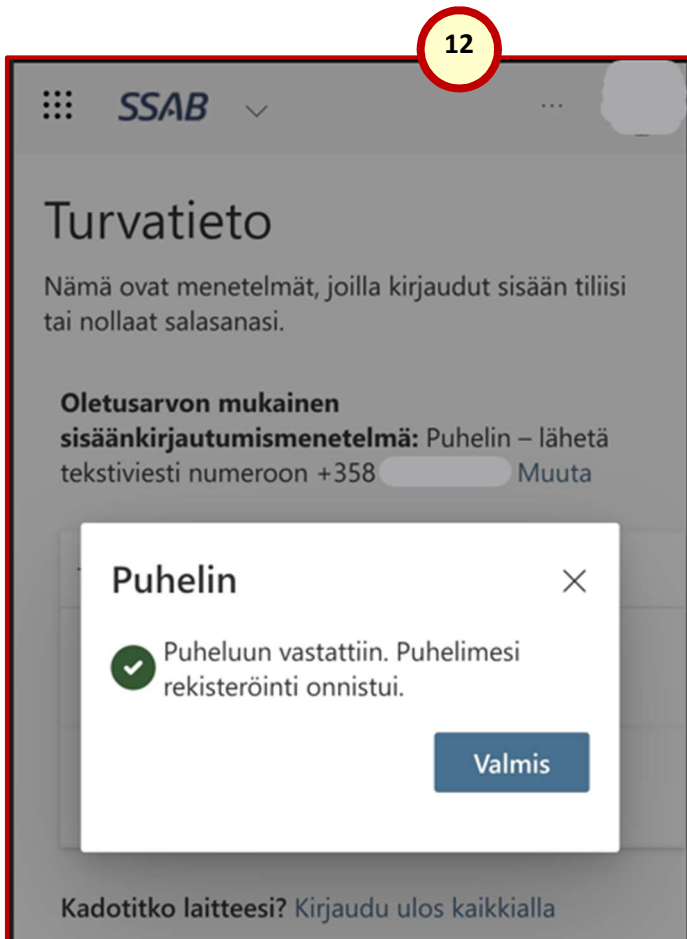 12
SSAB
Turvatieto
Nämä ovat menetelmät, joilla kirjaudut sisään tiliisi
tai nollaat salasanasi.
Oletusarvon mukainen
sisäänkirjautumismenetelmä: Puhelin – lähetä
tekstiviesti numeroon +358 Muuta
Puhelin
Puheluun vastattiin. Puhelimesi
rekisteröinti onnistui.
Valmis
Kadotitko laitteesi? Kirjaudu ulos kaikkialla